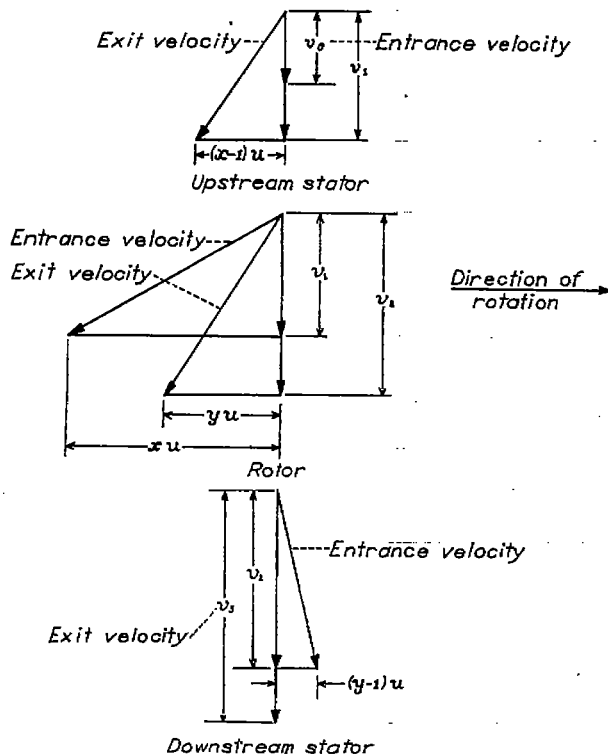 Exit velocity
v₀
Entrance velocity
v₁
(x-1)u
Upstream stator
Entrance velocity
Exit velocity
v₁
v₂
Direction of
rotation
yu
xu
Rotor
Entrance velocity
v₂
v₃
Exit velocity
(y-1)u
Downstream stator